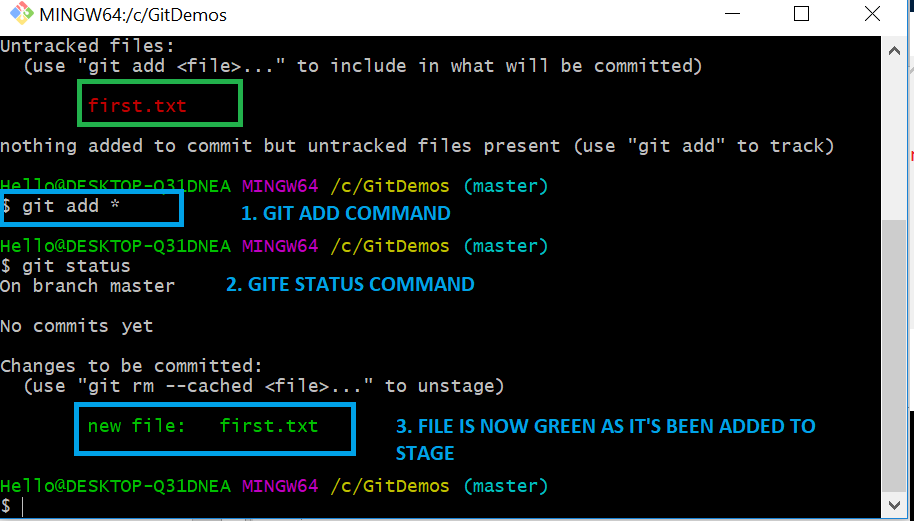 MINGW64:/c/GitDemos
Untracked files:
(use "git add <file>..." to include in what will be committed)
first.txt
nothing added to commit but untracked files present (use "git add" to track)
Hello@DESKTOP-Q31DNEA MINGW64 /c/GitDemos (master)
$ git add *
1. GIT ADD COMMAND
Hello@DESKTOP-Q31DNEA MINGW64 /c/GitDemos (master)
$ git status
On branch master
2. GITE STATUS COMMAND
No commits yet
Changes to be committed:
(use "git rm --cached <file>..." to unstage)
new file: first.txt
3. FILE IS NOW GREEN AS IT'S BEEN ADDED TO
STAGE
Hello@DESKTOP-Q31DNEA MINGW64 /c/GitDemos (master)
$